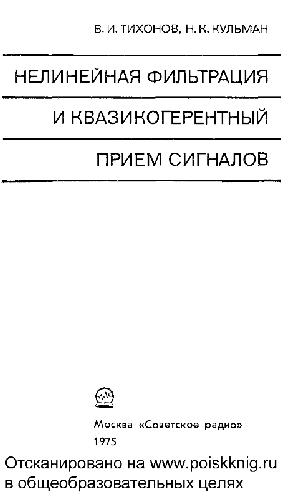 В. И. ТИХОНОВ, Н. К. КУЛЬМАН
НЕЛИНЕЙНАЯ ФИЛЬТРАЦИЯ
И КВАЗИКОГЕРЕНТНЫЙ
ПРИЕМ СИГНАЛОВ
Москва «Советское радио»
1975
Отсканировано на www.poiskknig.ru
в общеобразовательных целях